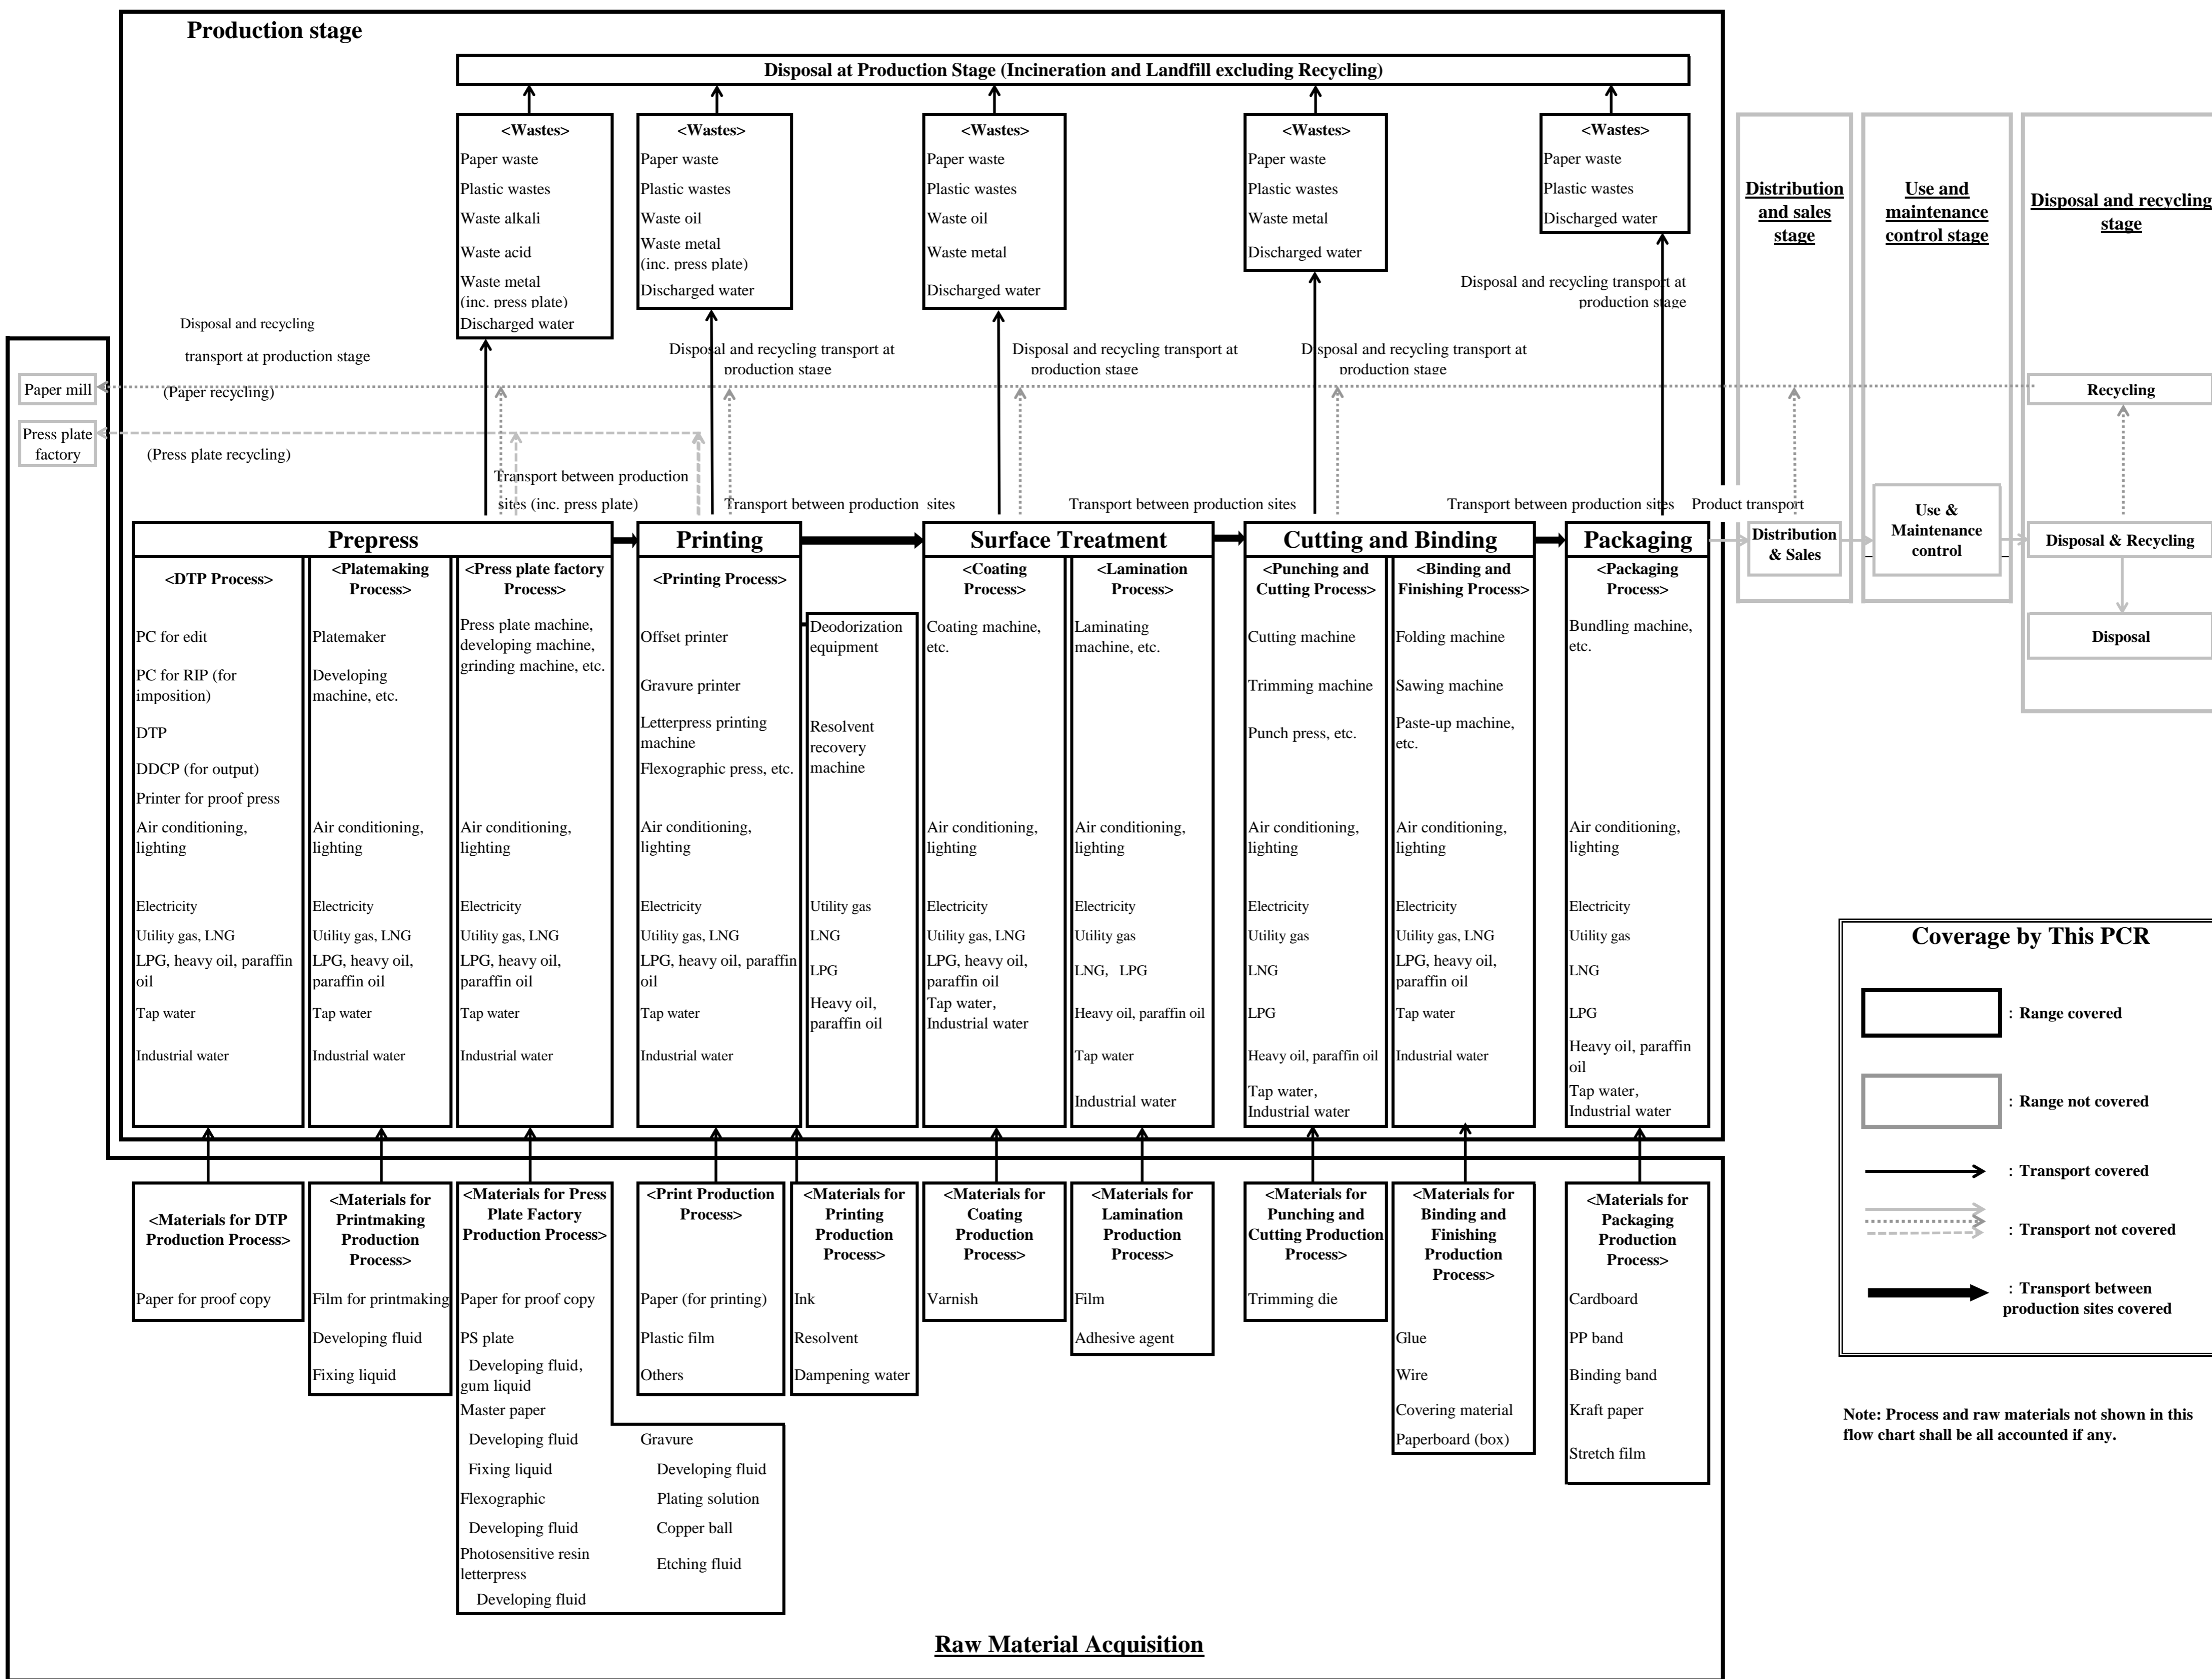 Production stage
Disposal at Production Stage (Incineration and Landfill excluding Recycling)
<Wastes>
Paper waste
Plastic wastes
Waste alkali
Waste acid
Waste metal
(inc. press plate)
Discharged water
<Wastes>
Paper waste
Plastic wastes
Waste oil
Waste metal
(inc. press plate)
Discharged water
<Wastes>
Paper waste
Plastic wastes
Waste oil
Waste metal
Discharged water
<Wastes>
Paper waste
Plastic wastes
Waste metal
Discharged water
<Wastes>
Paper waste
Plastic wastes
Discharged water
Distribution
and sales
stage
Use and
maintenance
control stage
Disposal and recycling
stage
Disposal and recycling
transport at production stage
Disposal and recycling transport at
production stage
Disposal and recycling transport at
production stage
Disposal and recycling transport at
production stage
Disposal and recycling transport at
production stage
Paper mill
(Paper recycling)
Recycling
Press plate
factory
(Press plate recycling)
Transport between production
sites (inc. press plate)
Transport between production sites
Transport between production sites
Transport between production sites
Product transport
Prepress
Printing
Surface Treatment
Cutting and Binding
Packaging
Distribution
& Sales
Use &
Maintenance
control
Disposal & Recycling
Disposal
<DTP Process>
PC for edit
PC for RIP (for
imposition)
DTP
DDCP (for output)
Printer for proof press
Air conditioning,
lighting
Electricity
Utility gas, LNG
LPG, heavy oil, paraffin
oil
Tap water
Industrial water
<Platemaking
Process>
Platemaker
Developing
machine, etc.
Air conditioning,
lighting
Electricity
Utility gas, LNG
LPG, heavy oil,
paraffin oil
Tap water
Industrial water
<Press plate factory
Process>
Press plate machine,
developing machine,
grinding machine, etc.
Air conditioning,
lighting
Electricity
Utility gas, LNG
LPG, heavy oil,
paraffin oil
Tap water
Industrial water
<Printing Process>
Offset printer
Gravure printer
Letterpress printing
machine
Flexographic press, etc.
Air conditioning,
lighting
Electricity
Utility gas, LNG
LPG, heavy oil, paraffin
oil
Tap water
Industrial water
Deodorization
equipment
Resolvent
recovery
machine
Utility gas
LNG
LPG
Heavy oil,
paraffin oil
<Coating
Process>
Coating machine,
etc.
Air conditioning,
lighting
Electricity
Utility gas, LNG
LPG, heavy oil,
paraffin oil
Tap water,
Industrial water
<Lamination
Process>
Laminating
machine, etc.
Air conditioning,
lighting
Electricity
Utility gas
LNG, LPG
Heavy oil, paraffin oil
Tap water
Industrial water
<Punching and
Cutting Process>
Cutting machine
Trimming machine
Punch press, etc.
Air conditioning,
lighting
Electricity
Utility gas
LNG
LPG
Heavy oil, paraffin oil
Tap water,
Industrial water
<Binding and
Finishing Process>
Folding machine
Sawing machine
Paste-up machine,
etc.
Air conditioning,
lighting
Electricity
Utility gas, LNG
LPG, heavy oil,
paraffin oil
Tap water
Industrial water
<Packaging
Process>
Bundling machine,
etc.
Air conditioning,
lighting
Electricity
Utility gas
LNG
LPG
Heavy oil, paraffin
oil
Tap water,
Industrial water
Coverage by This PCR
: Range covered
: Range not covered
: Transport covered
: Transport not covered
: Transport between
production sites covered
Note: Process and raw materials not shown in this
flow chart shall be all accounted if any.
<Materials for DTP
Production Process>
Paper for proof copy
<Materials for
Printmaking
Production
Process>
Film for printmaking
Developing fluid
Fixing liquid
<Materials for Press
Plate Factory
Production Process>
Paper for proof copy
PS plate
Developing fluid,
gum liquid
Master paper
Developing fluid
Fixing liquid
Flexographic
Developing fluid
Photosensitive resin
letterpress
Developing fluid
Gravure
Developing fluid
Plating solution
Copper ball
Etching fluid
<Print Production
Process>
Paper (for printing)
Plastic film
Others
<Materials for
Printing
Production
Process>
Ink
Resolvent
Dampening water
<Materials for
Coating
Production
Process>
Varnish
<Materials for
Lamination
Production
Process>
Film
Adhesive agent
<Materials for
Punching and
Cutting Production
Process>
Trimming die
<Materials for
Binding and
Finishing
Production
Process>
Glue
Wire
Covering material
Paperboard (box)
<Materials for
Packaging
Production
Process>
Cardboard
PP band
Binding band
Kraft paper
Stretch film
Raw Material Acquisition